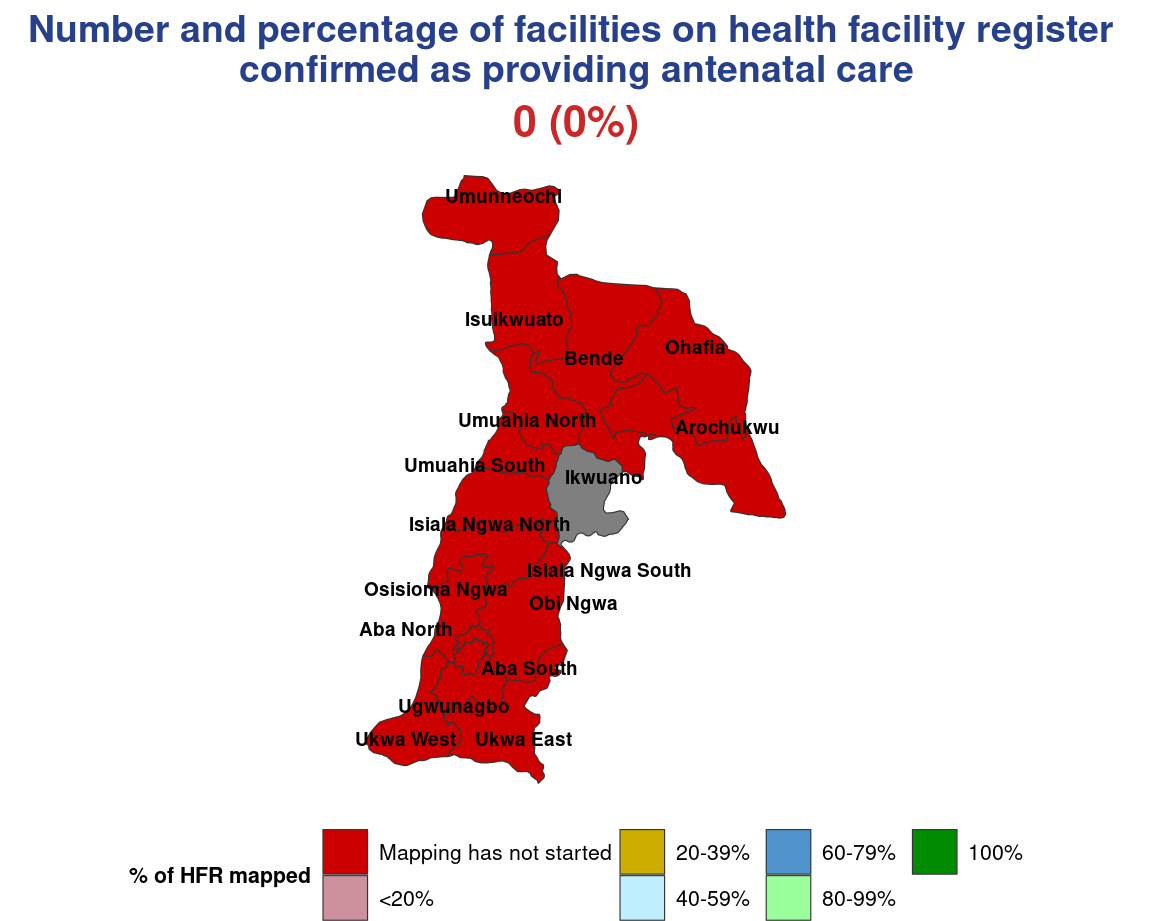 Number and percentage of facilities on health facility register
confirmed as providing antenatal care
0 (0%)
Umunneochi
Isuikwuato
Ohafia
Bende
Umuahia North
Arochukwu
Umuahia South
Ikwuano
Isiala Ngwa North
Isiala Ngwa South
Osisioma Ngwa
Obi Ngwa
Aba North
Aba South
Ugwunagbo
Ukwa West
Ukwa East
% of HFR mapped
Mapping has not started
<20%
20-39%
40-59%
60-79%
80-99%
100%